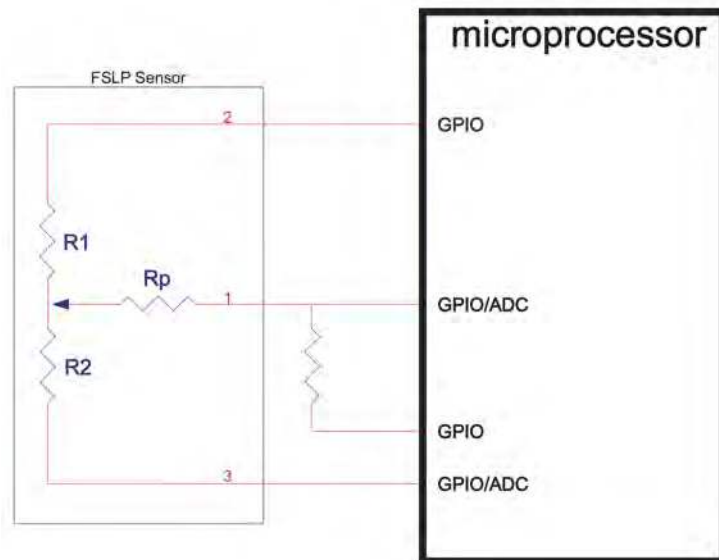 microprocessor
FSLP Sensor
2
GPIO
R1
Rp
1
GPIO/ADC
R2
GPIO
3
GPIO/ADC